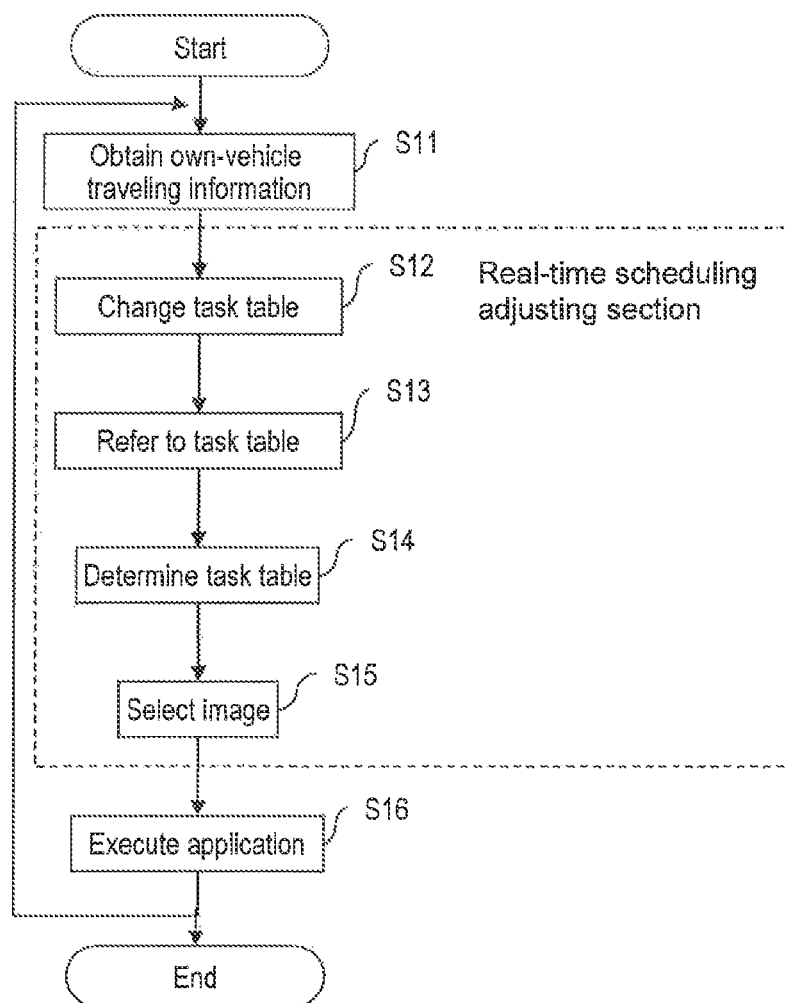 Start
S11
Obtain own-vehicle
traveling information
S12
Change task table
Real-time scheduling
adjusting section
S13
Refer to task table
S14
Determine task table
S15
Select image
S16
Execute application
End